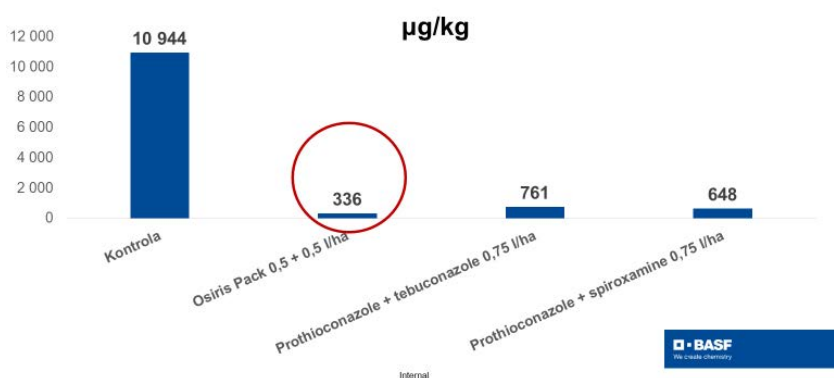 µg/kg
12 000
10 000
8 000
6 000
4 000
2 000
0
10 944
336
761
648
Kontrola
Osiris Pack 0,5 + 0,5 l/ha
Prothioconazole + tebuconazole 0,75 l/ha
Prothioconazole + spiroxamine 0,75 l/ha
BASF
We create chemistry
Internal